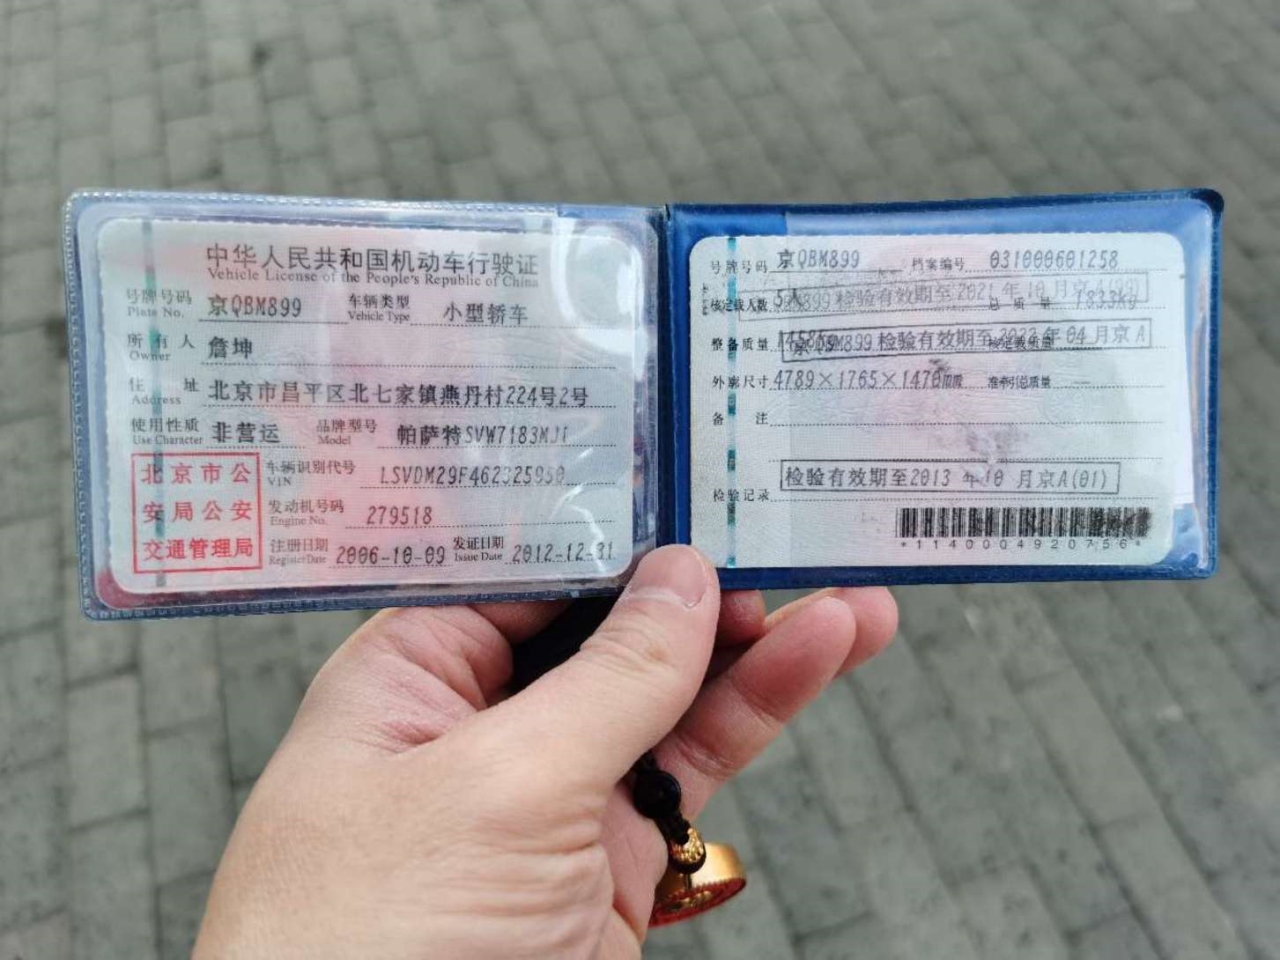 中华人民共和国机动车行驶证
Vehicle License of the People's Republic of China
号牌号码 京QBM899 车辆类型 小型轿车
Plate No. Vehicle Type
所有人 詹坤
Owner
住址 北京市昌平区北七家镇燕丹村224号2号
Address
使用性质 非营运 品牌型号 帕萨特SVW7183MJI
Use Character Model
北京市公
安局公安
交通管理局
车辆识别代号 LSVDM29F462325950
VIN
发动机号码 279518
Engine No.
注册日期 2006-10-09 发证日期 2012-12-31
Register Date Issue Date
号牌号码 京QBM899 档案编号 031000601258
核定载人数 5人 总质量 1833kg
检验有效期至2021年10月京A
整备质量
京QBM899 检验有效期至2022年04月京A
外廓尺寸 4789×1765×1470mm 准牵引总质量 —
备注
检验记录 检验有效期至2013年10月京A(01)
*1140004920756*